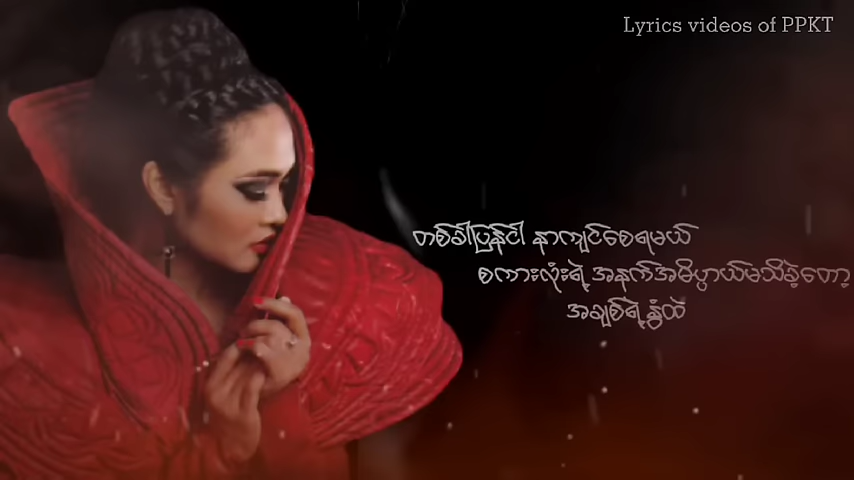 Lyrics videos of PPKT
တစ်ခါပြန်ငါ နာကျင်စေရမယ်
စကားလုံးရဲ့ အနက်အဓိပ္ပာယ်မသိခဲ့တော့
အချစ်ရဲ့နွံထဲ